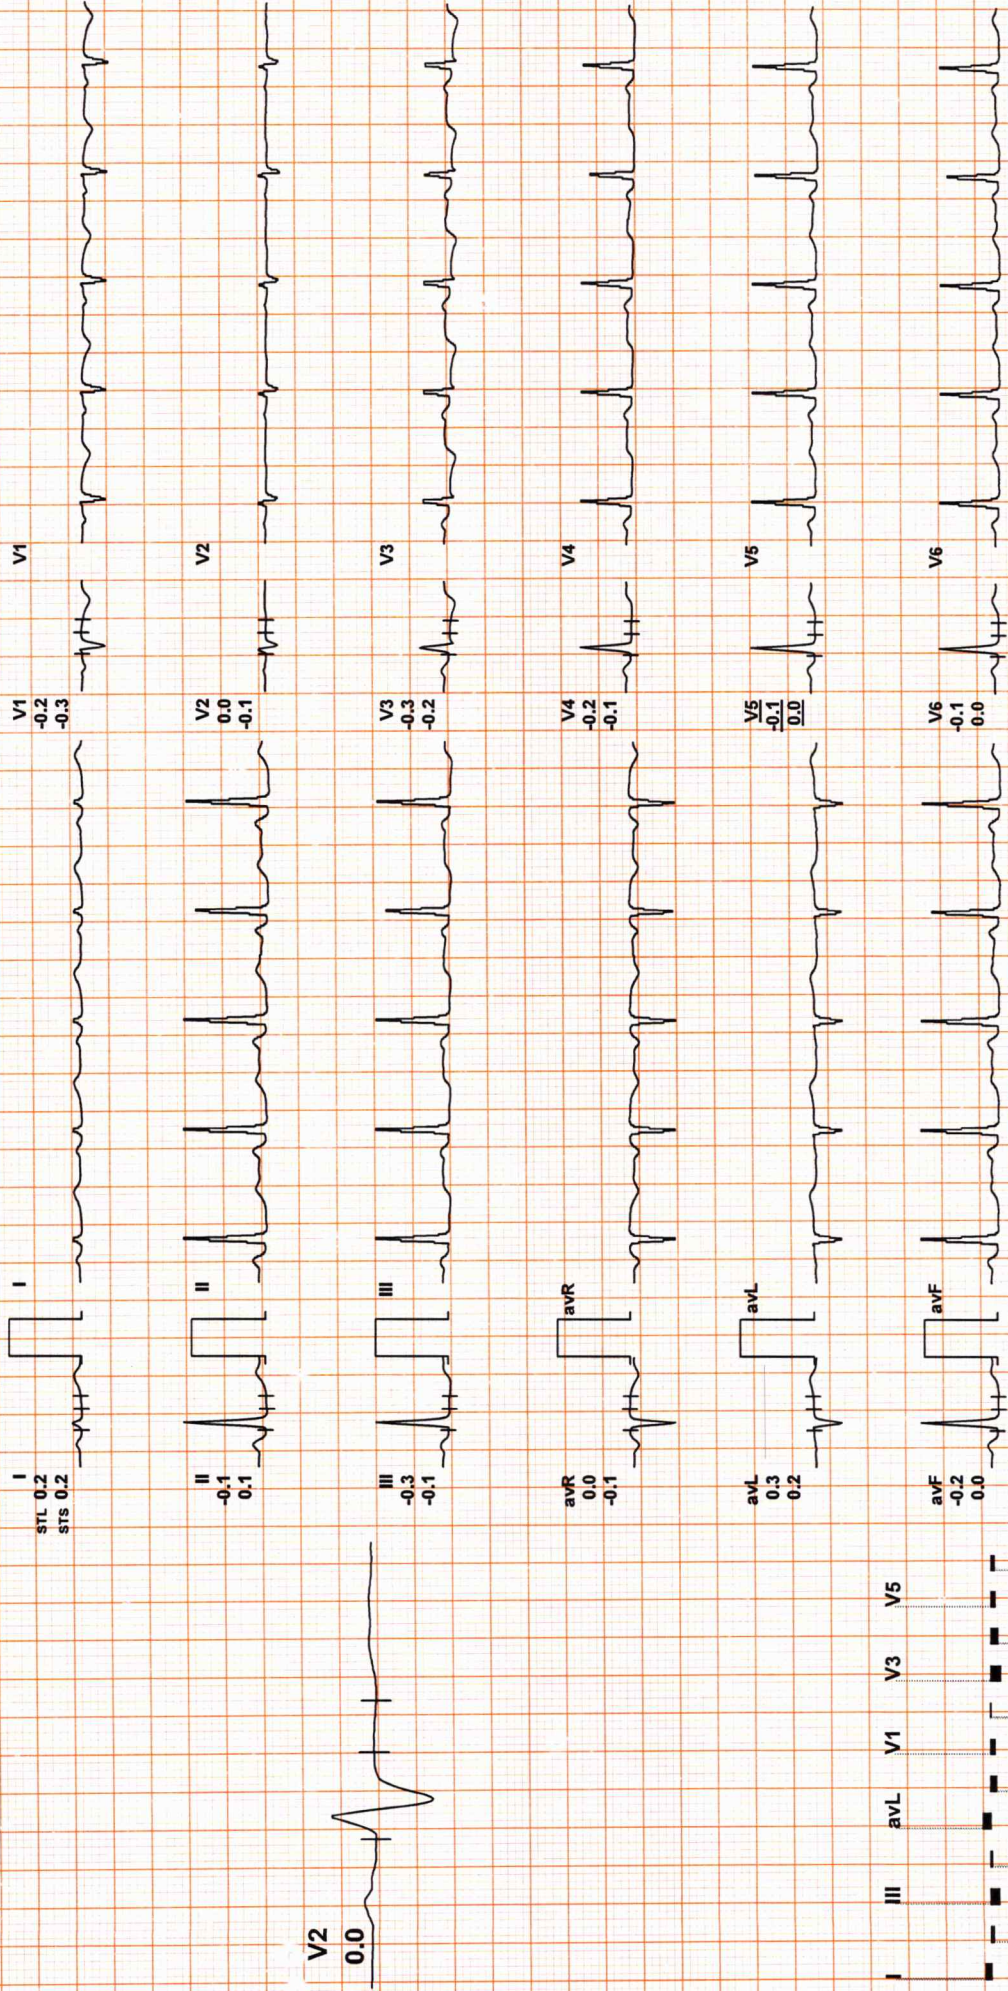 V2
0.0
I III avL V1 V3 V5
I
STL 0.2
STS 0.2
II
-0.1
0.1
III
-0.3
-0.1
avR
0.0
-0.1
avL
0.3
0.2
avF
-0.2
0.0
I
II
III
avR
avL
avF
V1
-0.2
-0.3
V2
0.0
-0.1
V3
-0.3
-0.2
V4
-0.2
-0.1
V5
-0.1
0.0
V6
-0.1
0.0
V1
V2
V3
V4
V5
V6